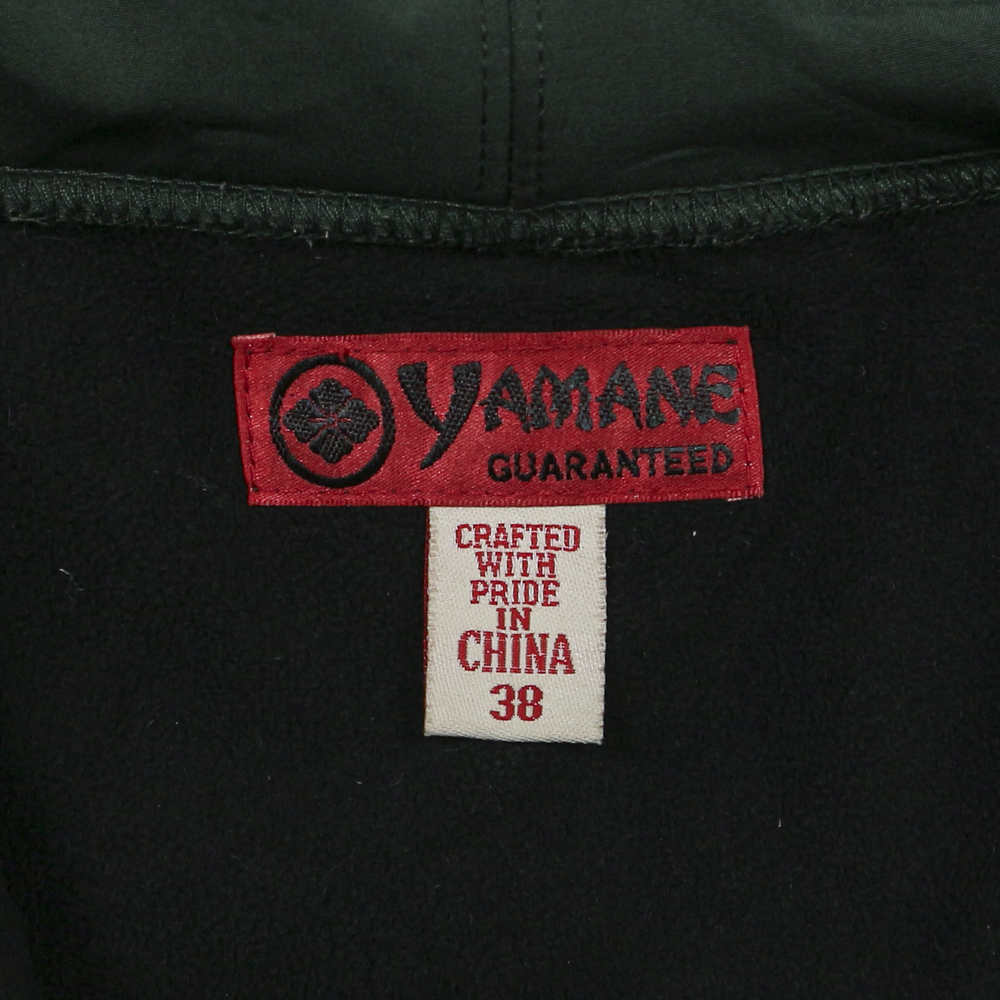 YAMANE
GUARANTEED
CRAFTED
WITH
PRIDE
IN
CHINA
38